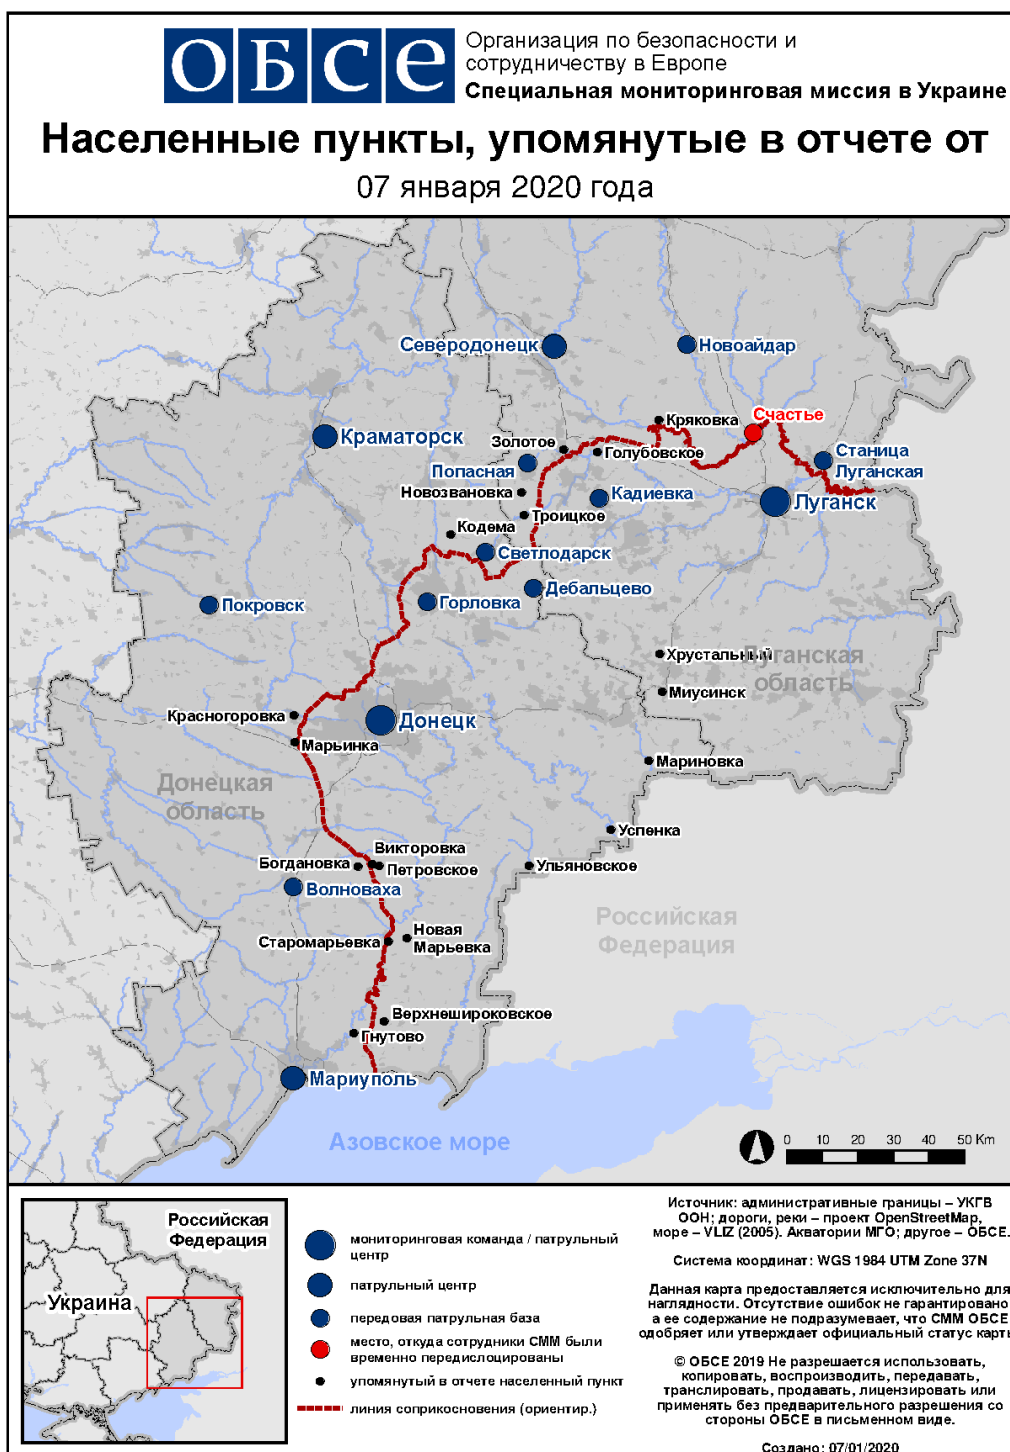 ОБСЕ
Организация по безопасности и
сотрудничеству в Европе
Специальная мониторинговая миссия в Украине
Населенные пункты, упомянутые в отчете от
07 января 2020 года
Северодонецк
Новоайдар
Счастье
Кряковка
Краматорск
Золотое
Голубовское
Станица
Луганская
Попасная
Новозвановка
Кадиевка
Луганск
Троицкое
Кодема
Светлодарск
Дебальцево
Покровск
Горловка
Хрустальный
Луганская
область
Миусинск
Красногоровка
Донецк
Марьинка
Мариновка
Донецкая
область
Успенка
Викторовка
Богдановка
Петровское
Ульяновское
Волноваха
Российская
Федерация
Новая
Марьевка
Старомарьевка
Верхнешироковское
Гнутово
Мариуполь
Азовское море
0 10 20 30 40 50 Km
Российская
Федерация
Украина
мониторинговая команда / патрульный
центр
патрульный центр
передовая патрульная база
место, откуда сотрудники СММ были
временно передислоцированы
упомянутый в отчете населенный пункт
линия соприкосновения (ориентир.)
Источник: административные границы – УКГВ
ООН; дороги, реки – проект OpenStreetMap,
море – VLIZ (2005). Акватории МГО; другое – ОБСЕ.
Система координат: WGS 1984 UTM Zone 37N
Данная карта предоставляется исключительно для
наглядности. Отсутствие ошибок не гарантировано
а ее содержание не подразумевает, что СММ ОБСЕ
одобряет или утверждает официальный статус карты
© ОБСЕ 2019 Не разрешается использовать,
копировать, воспроизводить, передавать,
транслировать, продавать, лицензировать или
применять без предварительного разрешения со
стороны ОБСЕ в письменном виде.
Создано: 07/01/2020